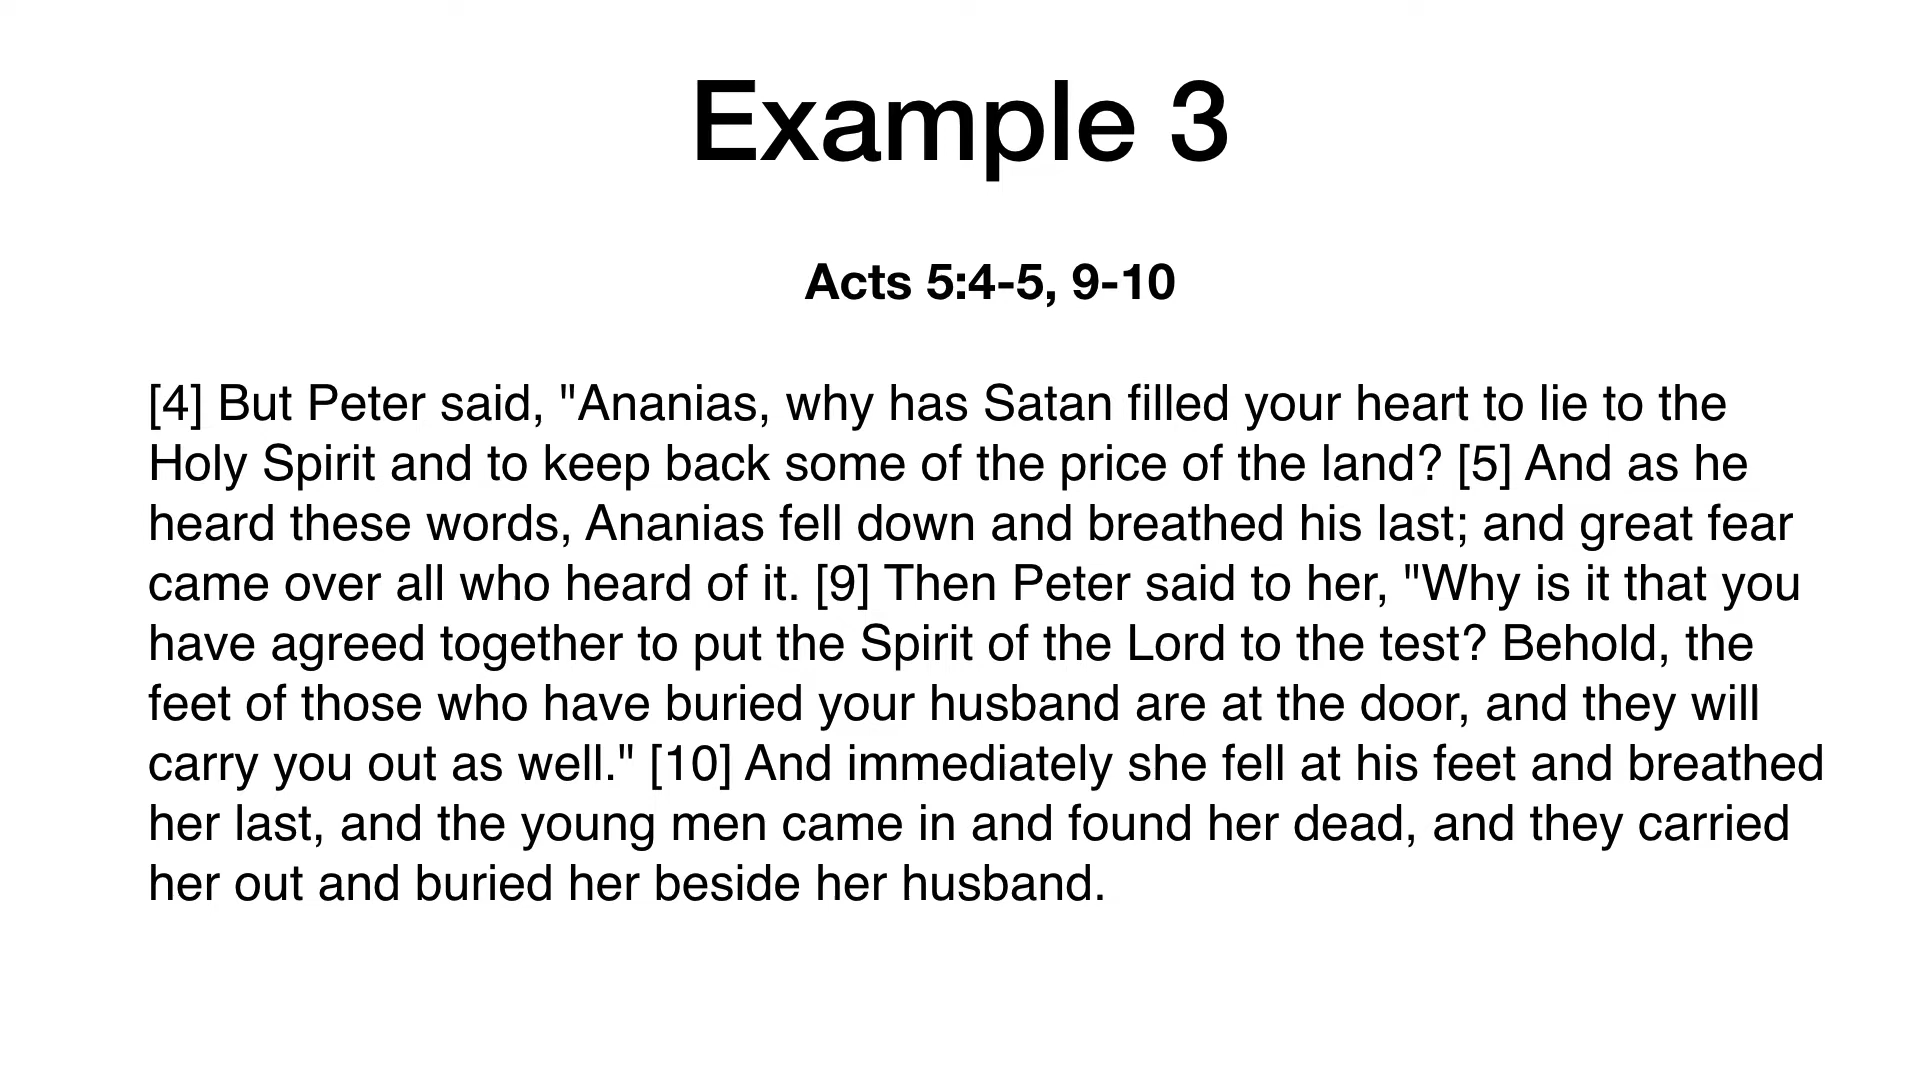 Example 3
Acts 5:4-5, 9-10
[4] But Peter said, "Ananias, why has Satan filled your heart to lie to the
Holy Spirit and to keep back some of the price of the land? [5] And as he
heard these words, Ananias fell down and breathed his last; and great fear
came over all who heard of it. [9] Then Peter said to her, "Why is it that you
have agreed together to put the Spirit of the Lord to the test? Behold, the
feet of those who have buried your husband are at the door, and they will
carry you out as well." [10] And immediately she fell at his feet and breathed
her last, and the young men came in and found her dead, and they carried
her out and buried her beside her husband.